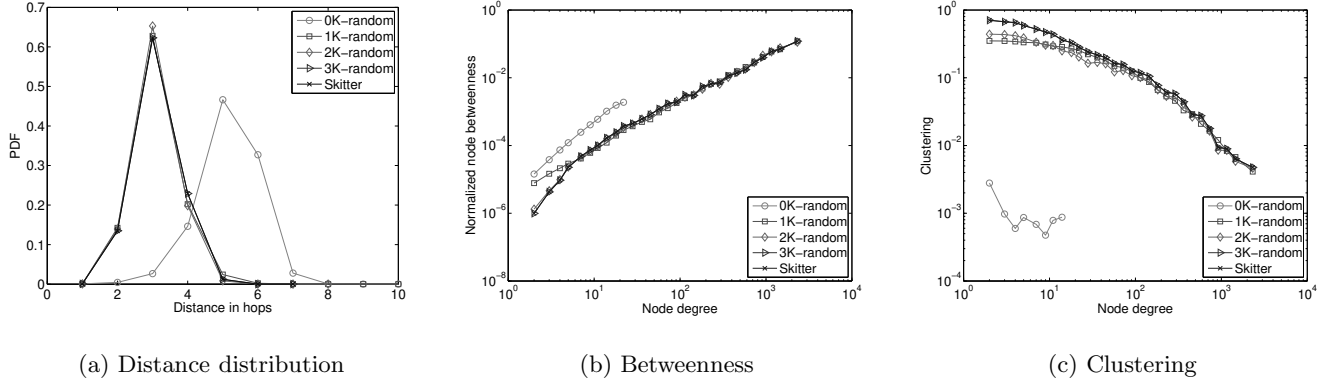 0.7
0.6
0.5
0.4
0.3
0.2
0.1
0
PDF
0 2 4 6 8 10
Distance in hops
0K−random
1K−random
2K−random
3K−random
Skitter
(a) Distance distribution
10^0
10^−2
10^−4
10^−6
10^−8
Normalized node betweenness
10^0 10^1 10^2 10^3 10^4
Node degree
0K−random
1K−random
2K−random
3K−random
Skitter
(b) Betweenness
10^0
10^−1
10^−2
10^−3
10^−4
Clustering
10^0 10^1 10^2 10^3 10^4
Node degree
0K−random
1K−random
2K−random
3K−random
Skitter
(c) Clustering